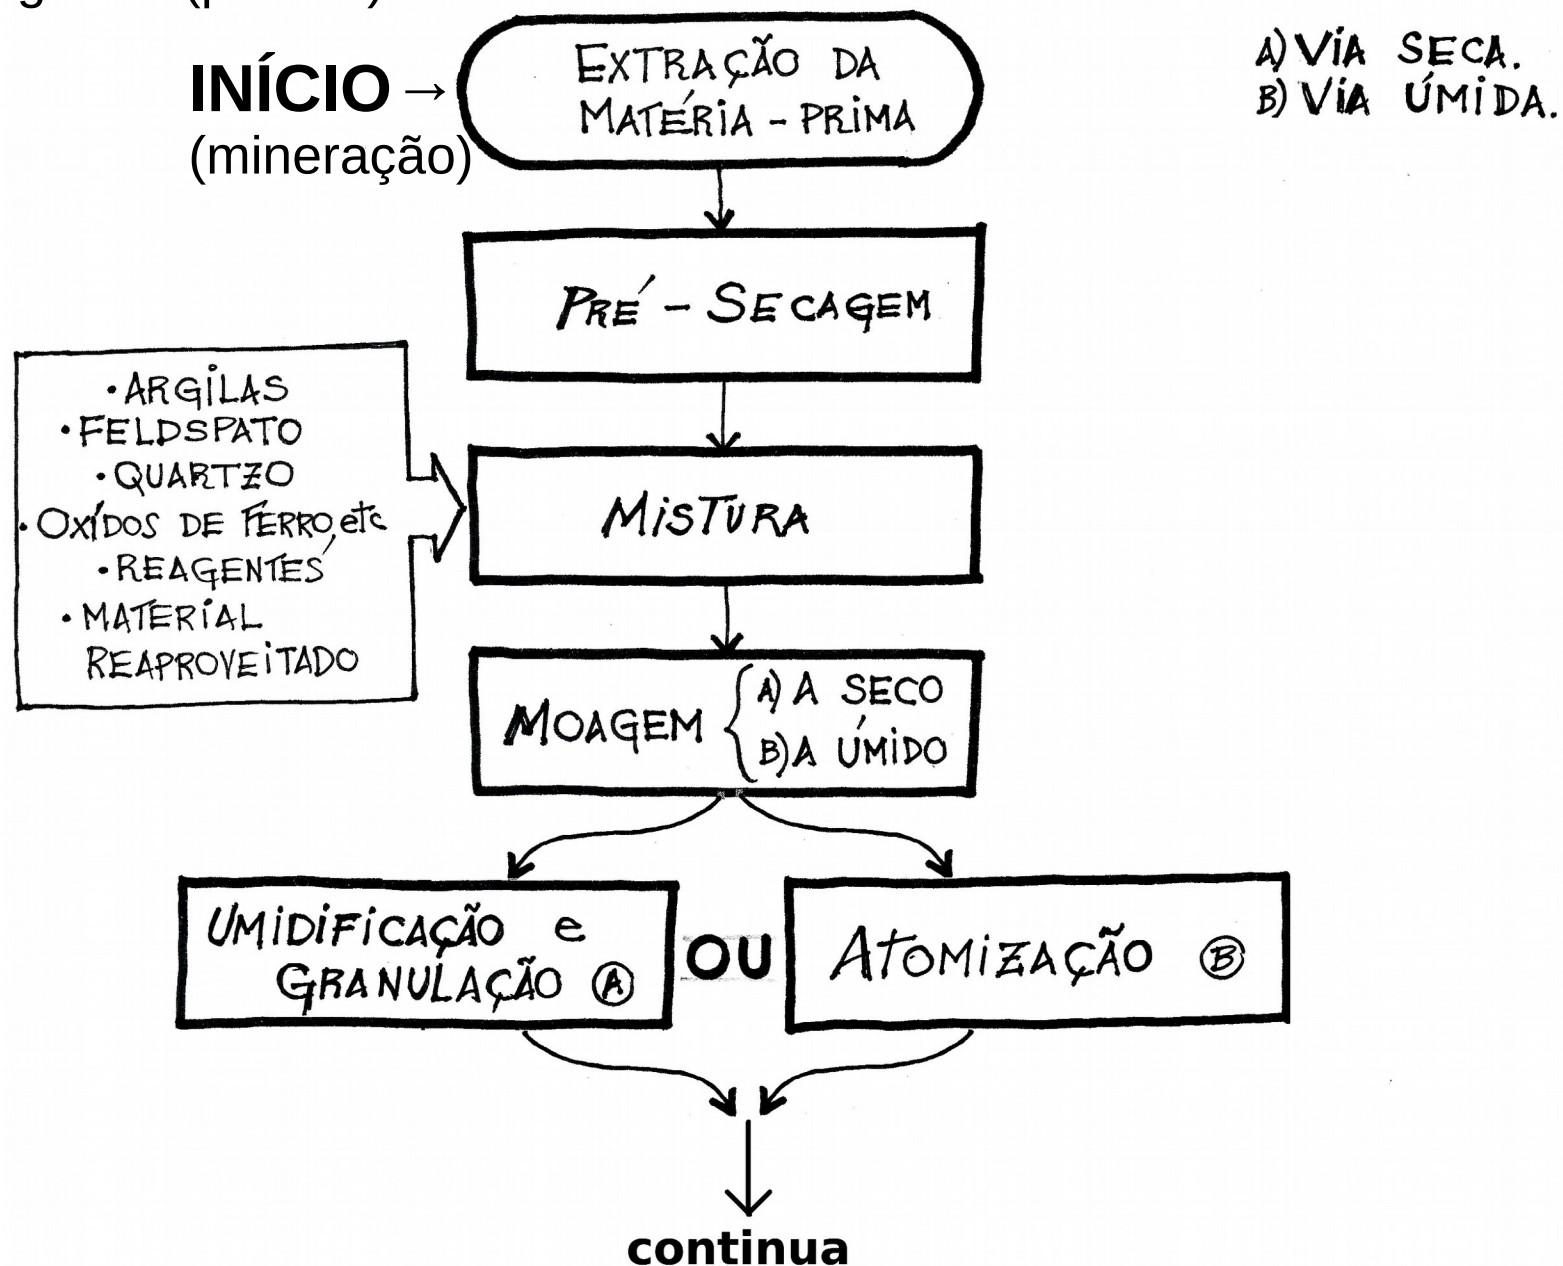 EXTRAÇÃO DA
MATÉRIA - PRIMA
INÍCIO →
(mineração)
A) VIA SECA.
B) VIA ÚMIDA.
PRÉ - SECAGEM
• ARGILAS
• FELDSPATO
• QUARTZO
• OXÍDOS DE FERRO, etc
• REAGENTES
• MATERIAL
REAPROVEITADO
MISTURA
MOAGEM
A) A SECO
B) A ÚMIDO
UMIDIFICAÇÃO e
GRANULAÇÃO Ⓐ
OU
ATOMIZAÇÃO Ⓑ
continua